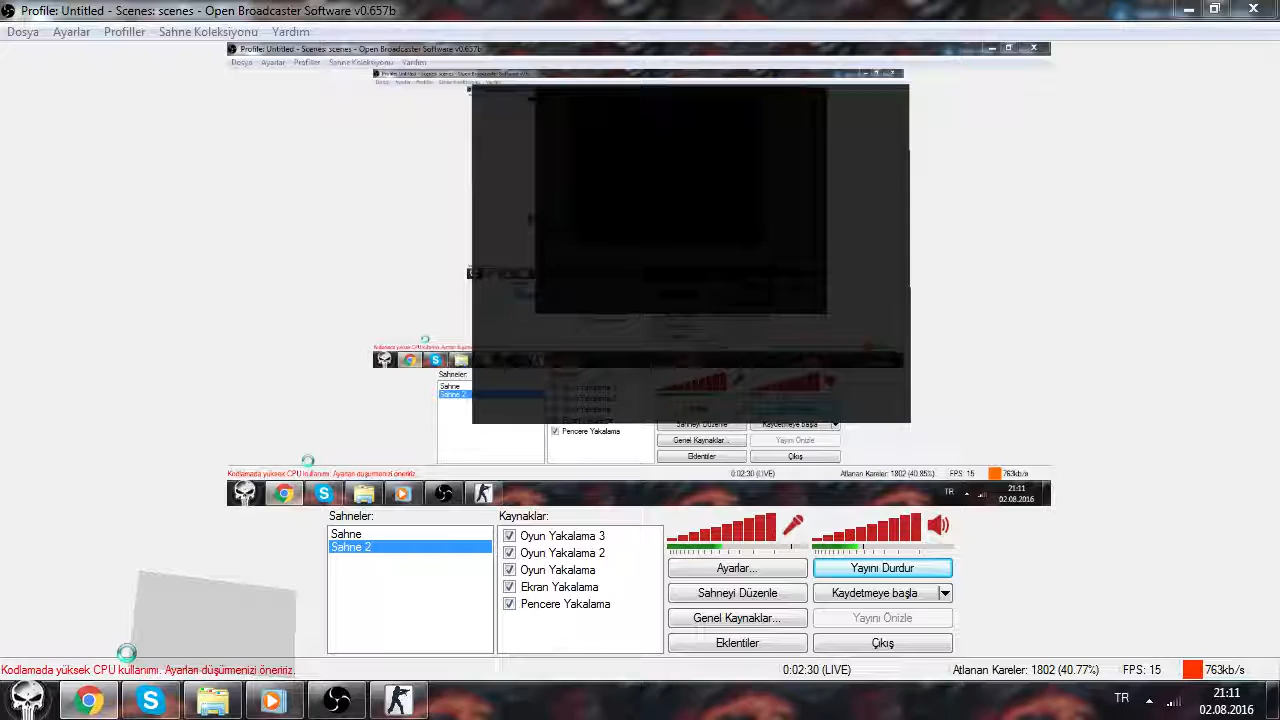 Profile: Untitled - Scenes: scenes - Open Broadcaster Software v0.657b
Dosya Ayarlar Profiller Sahne Koleksiyonu Yardım
Profile: Untitled - Scenes: scenes - Open Broadcaster Software v0.657b
Dosya Ayarlar Profiller Sahne Koleksiyonu Yardım
Sahneler:
Sahne
Sahne 2
Pencere Yakalama
Sahneyi Düzenle Kaydetmeye başla
Genel Kaynaklar... Yayını Önizle
Eklentiler Çıkış
Kodlamada yüksek CPU kullanımı. Ayarları düşürmenizi öneririz. 0:02:30 (LIVE) Atlanan Kareler: 1802 (40.85%) FPS: 15 763kb/s
TR 21:11
02.08.2016
Sahneler: Kaynaklar:
Sahne
Sahne 2
Oyun Yakalama 3
Oyun Yakalama 2
Oyun Yakalama
Ekran Yakalama
Pencere Yakalama
Ayarlar... Yayını Durdur
Sahneyi Düzenle Kaydetmeye başla
Genel Kaynaklar... Yayını Önizle
Eklentiler Çıkış
Kodlamada yüksek CPU kullanımı. Ayarları düşürmenizi öneririz. 0:02:30 (LIVE) Atlanan Kareler: 1802 (40.77%) FPS: 15 763kb/s
TR 21:11
02.08.2016